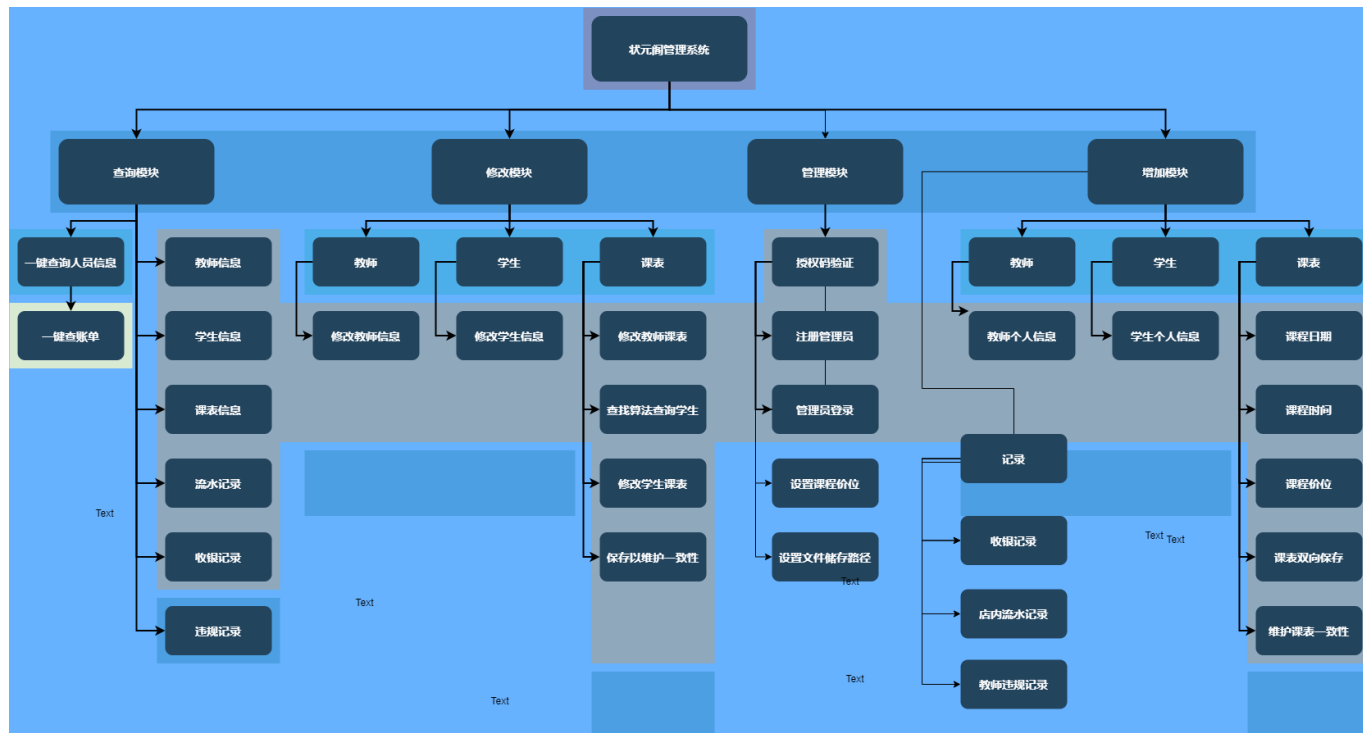 状元阁管理系统
查询模块
修改模块
管理模块
增加模块
一键查询人员信息
教师信息
教师
学生
课表
授权码验证
教师
学生
课表
一键查账单
学生信息
修改教师信息
修改学生信息
修改教师课表
注册管理员
教师个人信息
学生个人信息
课程日期
课表信息
查找算法查询学生
管理员登录
课程时间
记录
流水记录
修改学生课表
设置课程价位
课程价位
Text
收银记录
Text
Text
收银记录
保存以维护一致性
设置文件储存路径
课表双向保存
Text
Text
店内流水记录
违规记录
维护课表一致性
Text
教师违规记录
Text